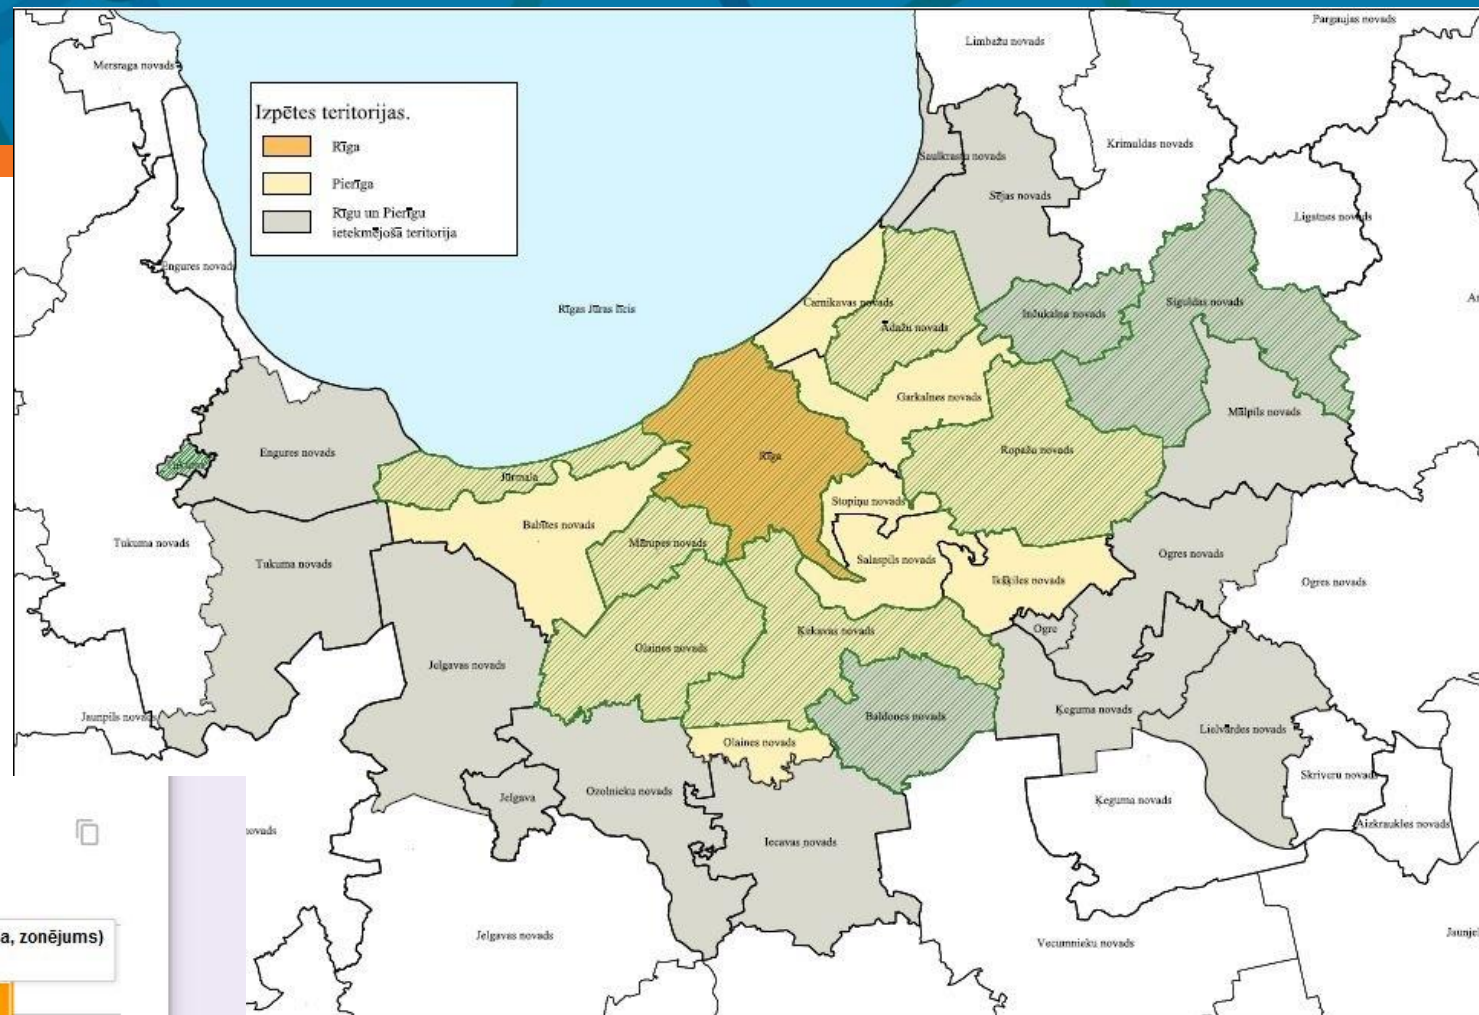 Pargaujas novads
Limbažu novads
Mersraga novads
Izpētes teritorijas.
Rīga
Pierīga
Rīgu un Pierīgu
ietekmējošā teritorija
Krimuldas novads
Saulkrastu novads
Sējas novads
Līgatnes novads
Engures novads
Rīgas Jūras līcis
Carnikavas novads
Siguldas novads
Inčukalna novads
Ādažu novads
Garkalnes novads
Mālpils novads
Engures novads
Rīga
Ropažu novads
Jūrmala
Stopiņu novads
Babītes novads
Mārupes novads
Tukuma novads
Tukuma novads
Salaspils novads
Ikšķiles novads
Ogres novads
Ogres novads
Ķekavas novads
Ogre
Olaines novads
Jelgavas novads
Ķeguma novads
Jaunpils novads
Baldones novads
Lielvārdes novads
Olaines novads
Skrīveru novads
Ozolnieku novads
Jelgava
Ķeguma novads
Aizkraukles novads
ovads
Iecavas novads
a, zonējums)
Jelgavas novads
Vecumnieku novads
Jaunjel